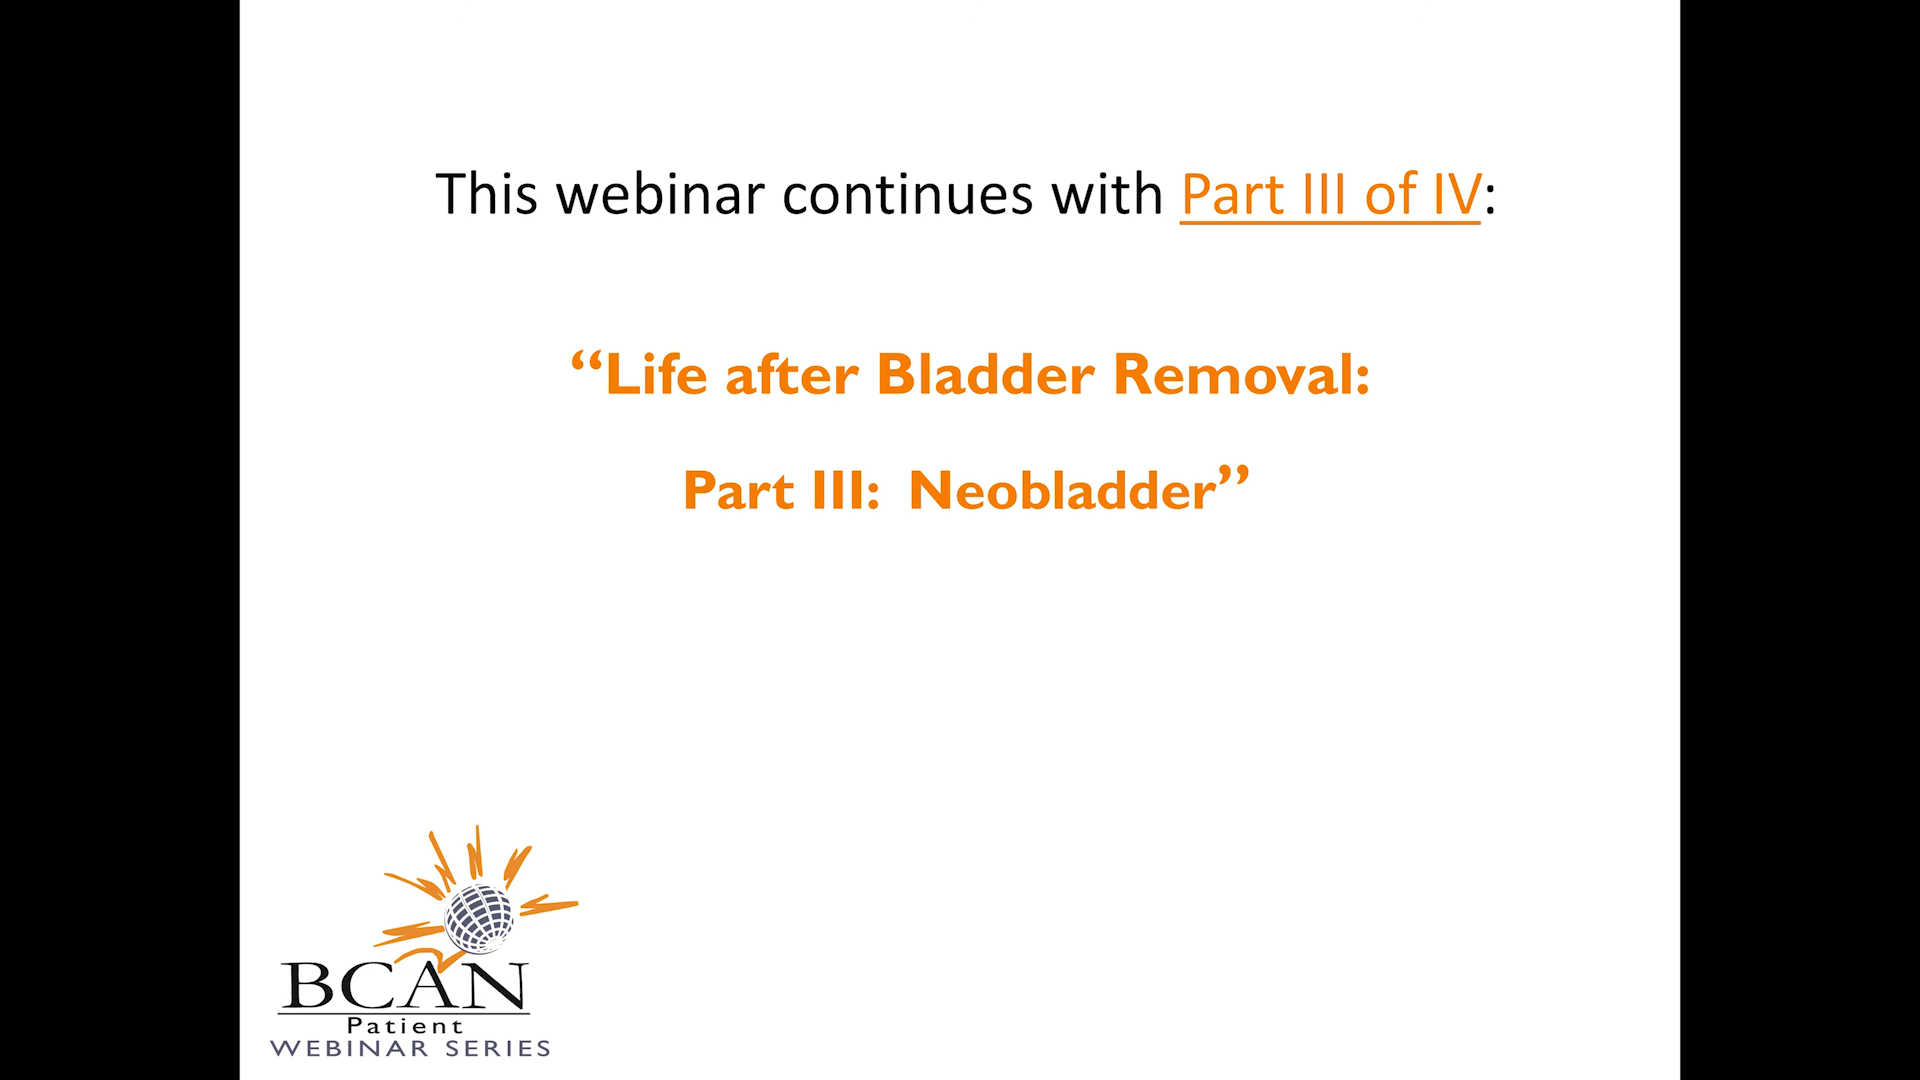 This webinar continues with Part III of IV:
“Life after Bladder Removal:
Part III:  Neobladder”
BCAN
Patient
WEBINAR SERIES